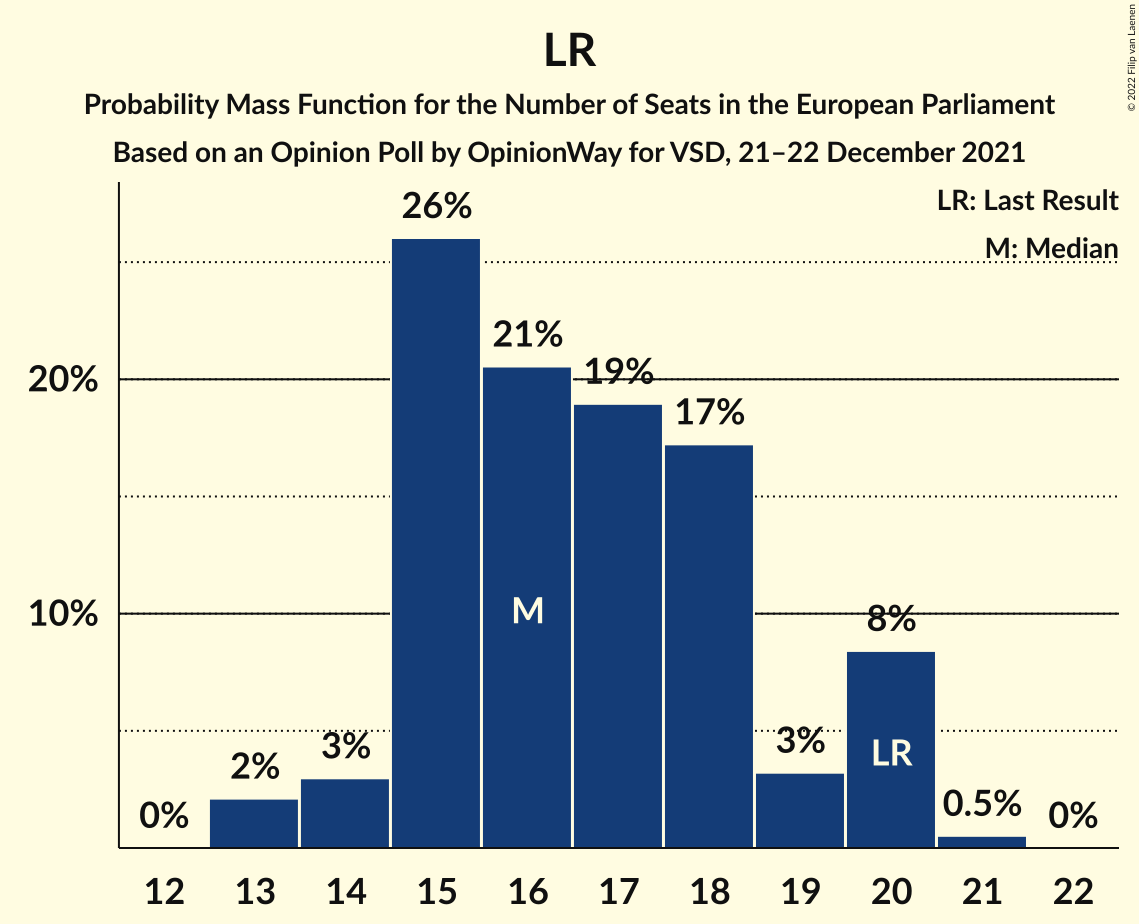 LR
Probability Mass Function for the Number of Seats in the European Parliament
Based on an Opinion Poll by OpinionWay for VSD, 21–22 December 2021
© 2022 Filip van Laenen
LR: Last Result
M: Median
26%
21%
20%
19%
17%
10%
M
8%
3%
3%
LR
2%
0%
0.5%
0%
12 13 14 15 16 17 18 19 20 21 22